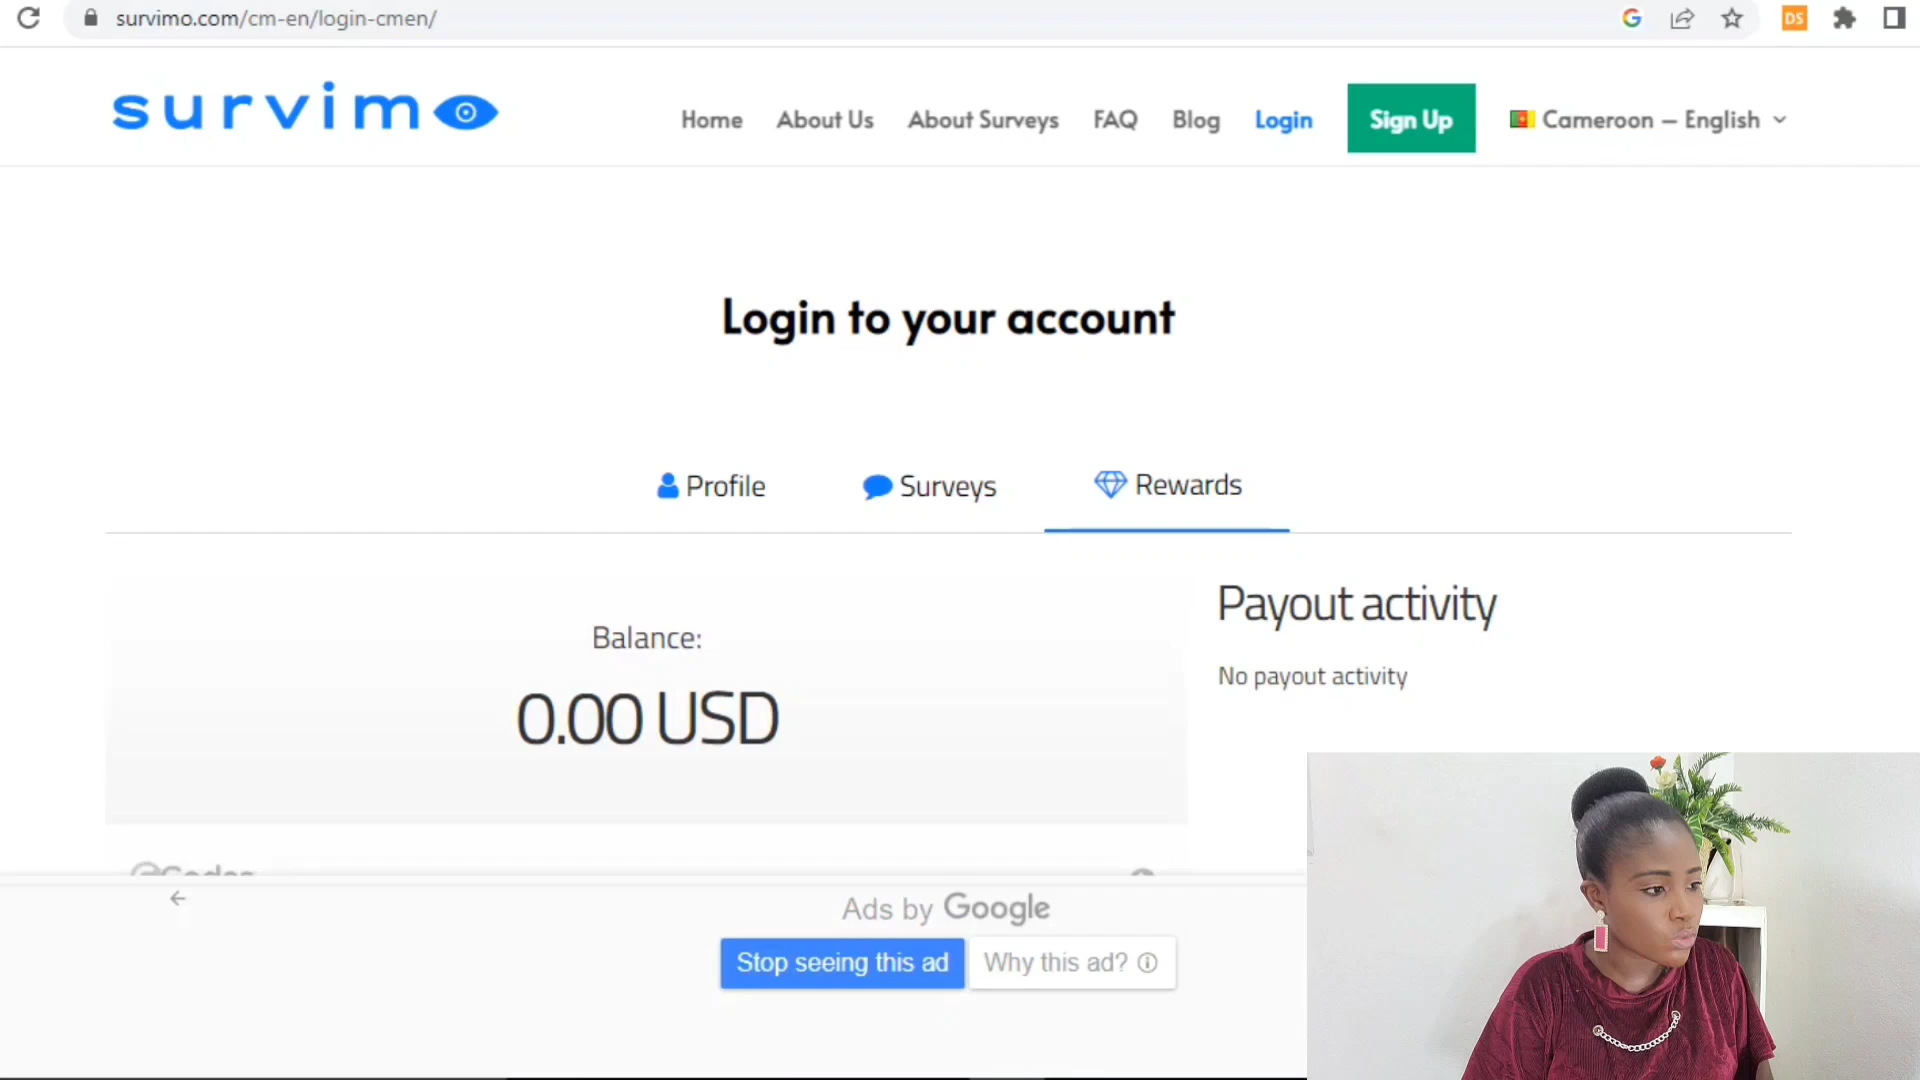 survimo.com/cm-en/login-cmen/
DS
survimo
Home About Us About Surveys FAQ Blog Login Sign Up Cameroon – English
Login to your account
Profile Surveys Rewards
Balance:
0.00 USD
Payout activity
No payout activity
Ads by Google
Stop seeing this ad Why this ad?